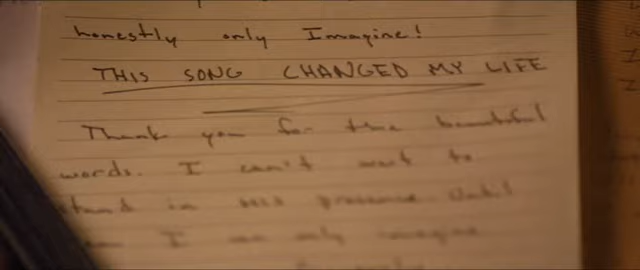 honestly only Imagine!
THIS SONG CHANGED MY LIFE
Thank you for the beautiful
words. I can't wait to
stand in His presence. Until
I can only imagine